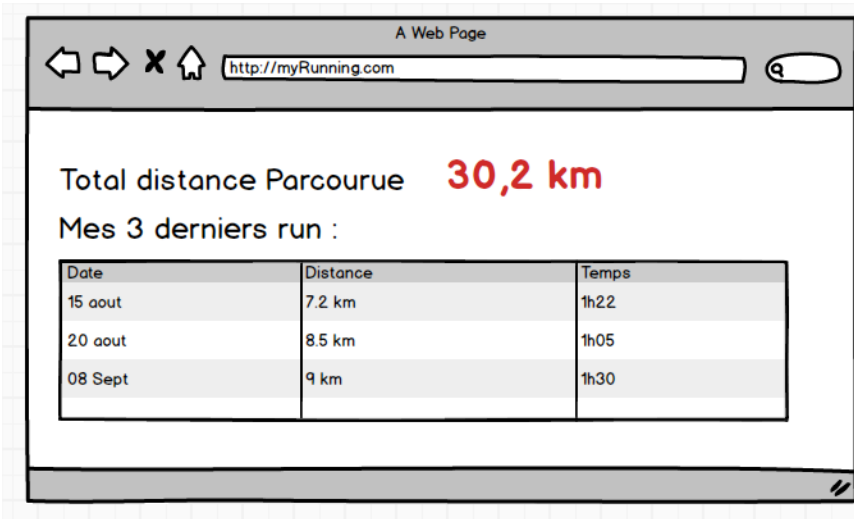 A Web Page
http://myRunning.com
Total distance Parcourue 30,2 km
Mes 3 derniers run :
Date Distance Temps
15 aout 7.2 km 1h22
20 aout 8.5 km 1h05
08 Sept 9 km 1h30